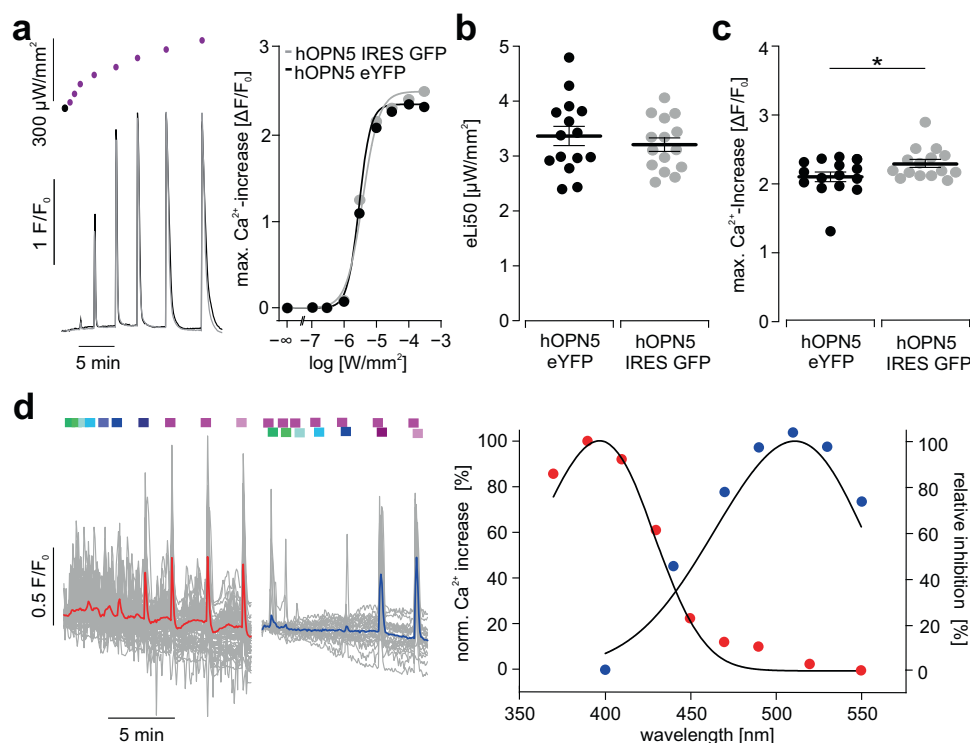 a
300 µW/mm²
1 F/F₀
5 min
max. Ca²⁺-increase [ΔF/F₀]
3
2
1
0
hOPN5 IRES GFP
hOPN5 eYFP
−∞ −7 −6 −5 −4 −3
log [W/mm²]
b
eLi50 [µW/mm²]
5
4
3
2
1
0
hOPN5 eYFP
hOPN5 IRES GFP
c
max. Ca²⁺-Increase [ΔF/F₀]
4
3
2
1
0
*
hOPN5 eYFP
hOPN5 IRES GFP
d
0.5 F/F₀
5 min
norm. Ca²⁺ increase [%]
100
80
60
40
20
0
350 400 450 500 550
wavelength [nm]
100
80
60
40
20
0
relative inhibition [%]